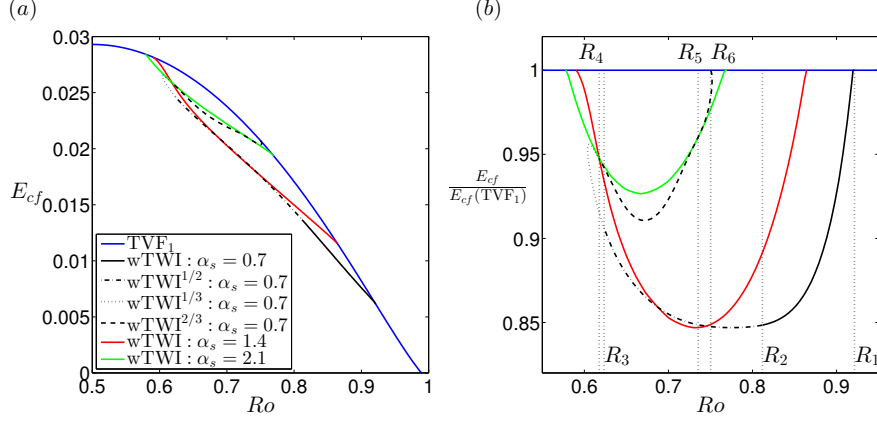 (a)
0.03
0.025
0.02
0.015
0.01
0.005
0
E_cf
TVF_1
wTWI : α_s = 0.7
wTWI^{1/2} : α_s = 0.7
wTWI^{1/3} : α_s = 0.7
wTWI^{2/3} : α_s = 0.7
wTWI : α_s = 1.4
wTWI : α_s = 2.1
0.5 0.6 0.7 0.8 0.9 1
Ro
(b)
R_4 R_5 R_6
1
0.95
0.9
0.85
E_cf
E_cf(TVF_1)
R_3 R_2 R_1
0.6 0.7 0.8 0.9
Ro